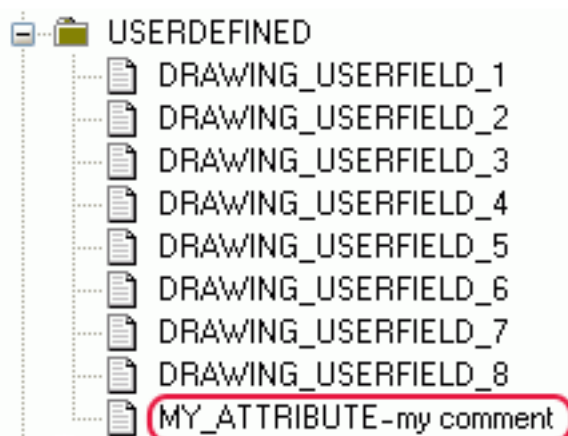 USERDEFINED
DRAWING_USERFIELD_1
DRAWING_USERFIELD_2
DRAWING_USERFIELD_3
DRAWING_USERFIELD_4
DRAWING_USERFIELD_5
DRAWING_USERFIELD_6
DRAWING_USERFIELD_7
DRAWING_USERFIELD_8
MY_ATTRIBUTE-my comment